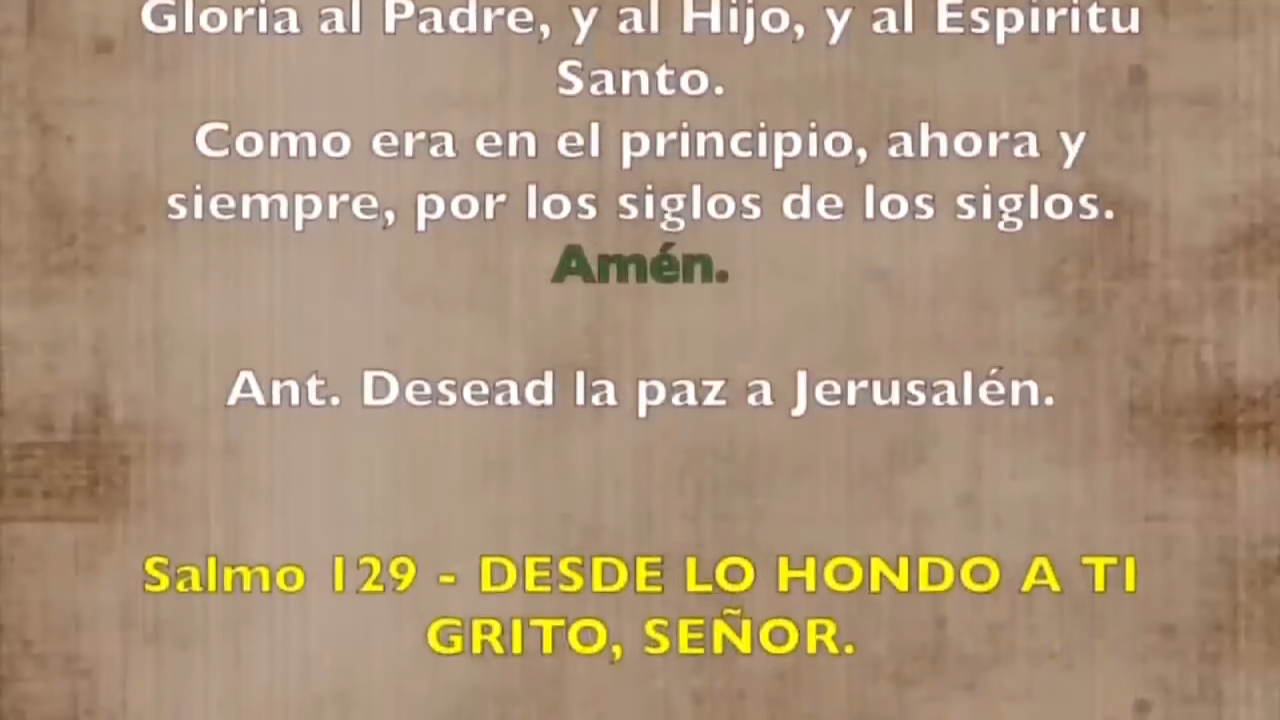 Gloria al Padre, y al Hijo, y al Espíritu
Santo.
Como era en el principio, ahora y
siempre, por los siglos de los siglos.
Amén.
Ant. Desead la paz a Jerusalén.
Salmo 129 - DESDE LO HONDO A TI
GRITO, SEÑOR.